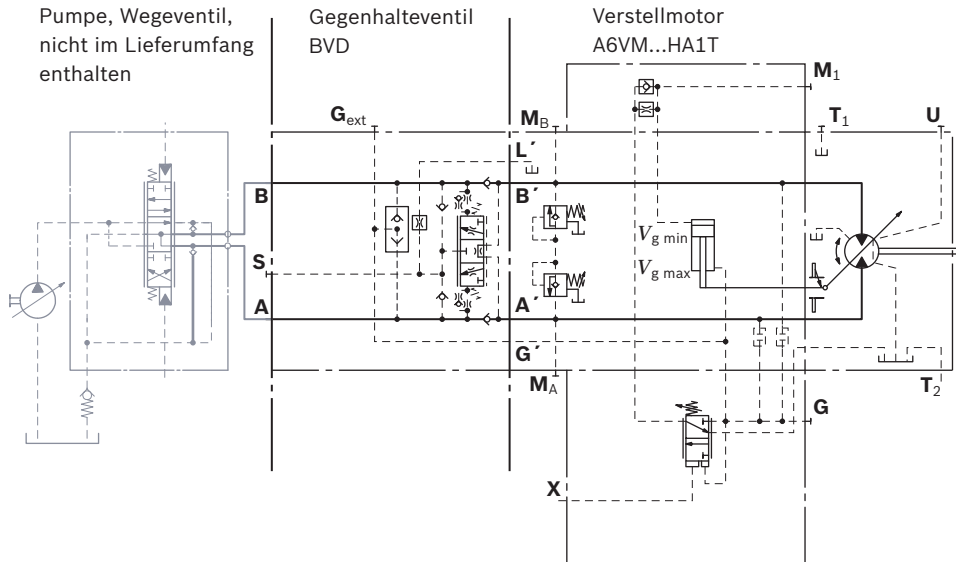 Pumpe, Wegeventil,
nicht im Lieferumfang
enthalten
Gegenhalteventil
BVD
Verstellmotor
A6VM...HA1T
M1
Gext
MB
T1
U
L´
B
B´
S
Vg min
Vg max
A
A´
G´
MA
T2
G
X